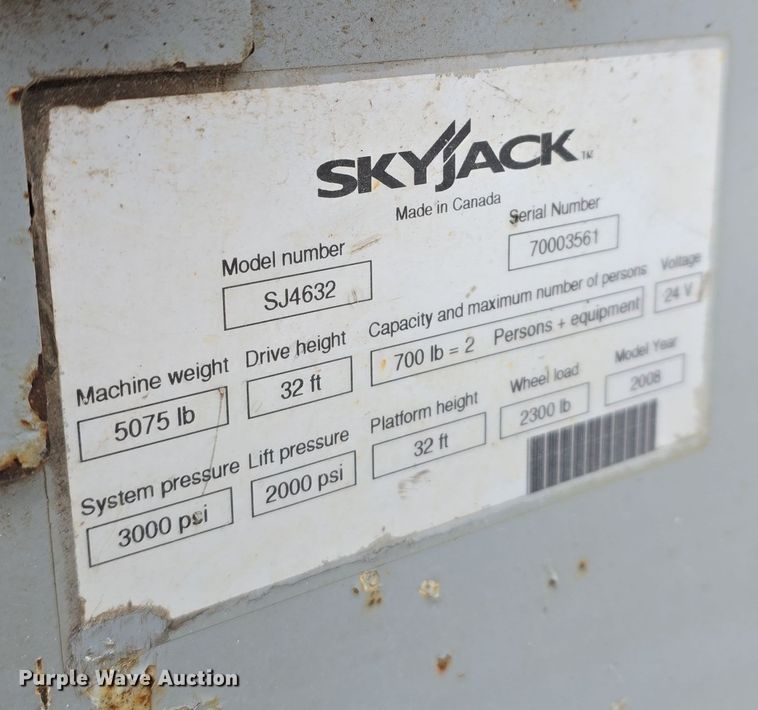 SKYJACK™
Made in Canada
Serial Number
70003561
Model number
SJ4632
Capacity and maximum number of persons
700 lb = 2 Persons + equipment
Voltage
24 V
Machine weight
5075 lb
Drive height
32 ft
System pressure
3000 psi
Lift pressure
2000 psi
Platform height
32 ft
Wheel load
2300 lb
Model Year
2008
Purple Wave Auction